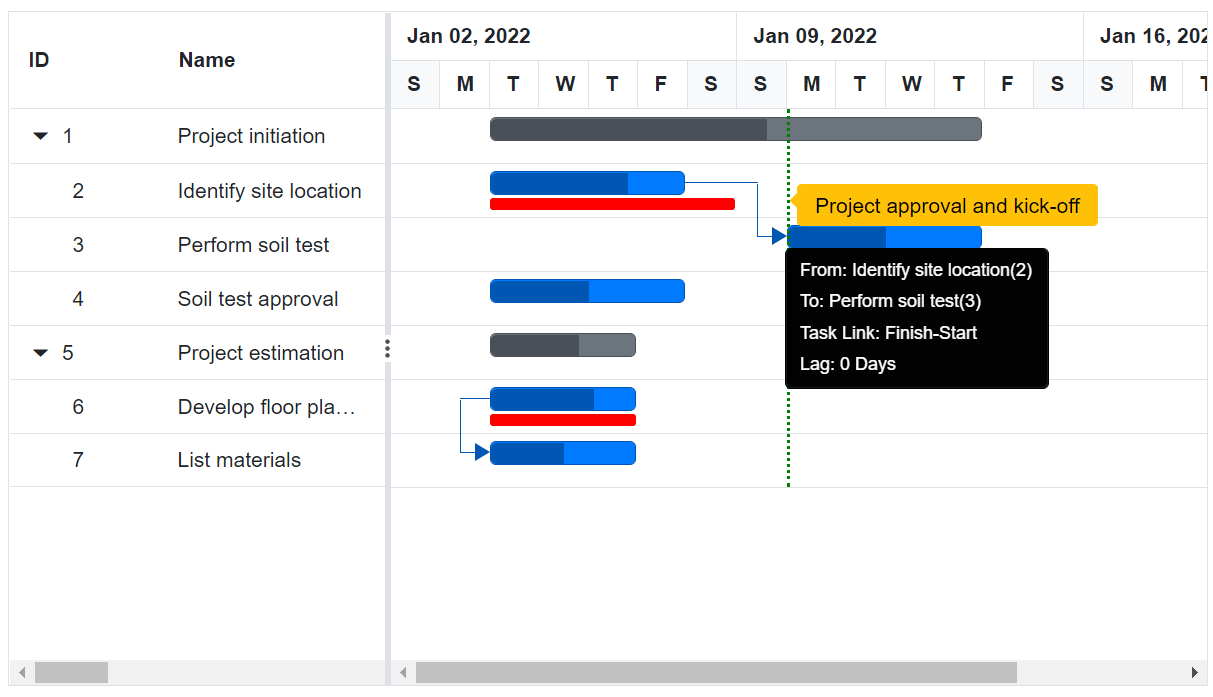 ID Name
Jan 02, 2022 Jan 09, 2022 Jan 16, 202
S M T W T F S S M T W T F S S M T
1 Project initiation
2 Identify site location
Project approval and kick-off
3 Perform soil test
From: Identify site location(2)
To: Perform soil test(3)
Task Link: Finish-Start
Lag: 0 Days
4 Soil test approval
5 Project estimation
6 Develop floor pla…
7 List materials